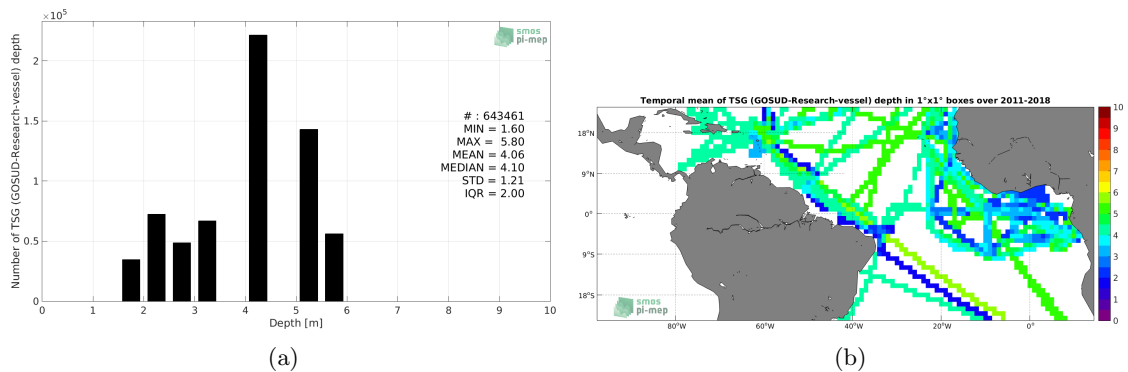 ×10⁵
Number of TSG (GOSUD-Research-vessel) depth
2
1.5
1
0.5
0
smos
pi-mep
# : 643461
MIN = 1.60
MAX = 5.80
MEAN = 4.06
MEDIAN = 4.10
STD = 1.21
IQR = 2.00
0 1 2 3 4 5 6 7 8 9 10
Depth [m]
(a)
Temporal mean of TSG (GOSUD-Research-vessel) depth in 1°x1° boxes over 2011-2018
18°N
9°N
0°
9°S
18°S
smos
pi-mep
80°W 60°W 40°W 20°W 0°
10
9
8
7
6
5
4
3
2
1
0
(b)